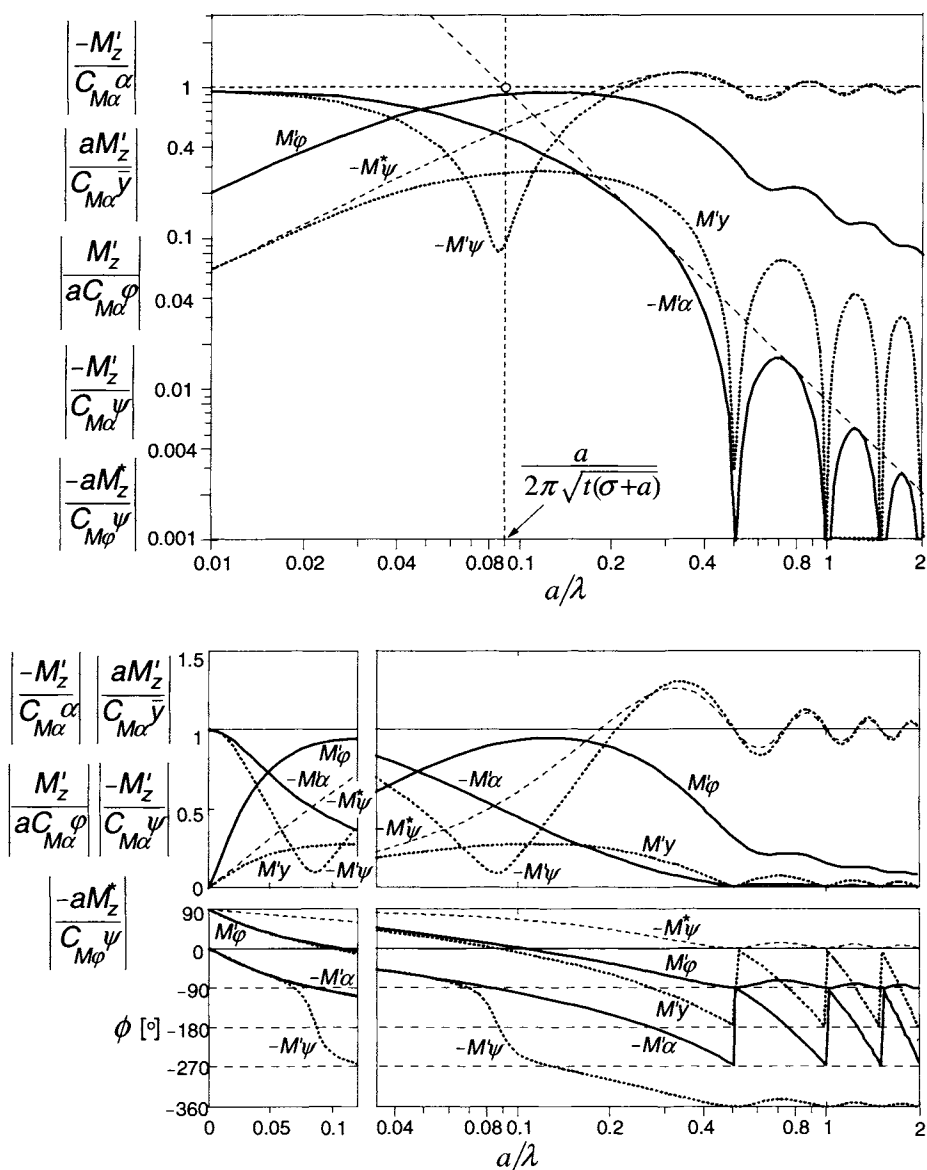 |-M'z / CMα α|
|aM'z / CMα ȳ|
|M'z / aCMα φ|
|-M'z / CMα ψ|
|-aM*z / CMφ ψ|
1
0.4
0.1
0.04
0.01
0.004
0.001
M'φ
-M*ψ
-M'ψ
M'y
-M'α
a / 2π√t(σ+a)
0.01 0.02 0.04 0.08 0.1 0.2 0.4 0.8 1 2
a/λ
|-M'z / CMα α| |aM'z / CMα ȳ|
|M'z / aCMα φ| |-M'z / CMα ψ|
|-aM*z / CMφ ψ|
1.5
1
0.5
0
M'φ
-M'α
-M*ψ
M'y
-M'ψ
-M'α
M'φ
-M*ψ
M'y
-M'ψ
90
0
-90
-180
-270
-360
ϕ [°]
M'φ
-M'α
-M'ψ
-M*ψ
M'φ
M'y
-M'α
-M'ψ
0 0.05 0.1 0.04 0.08 0.1 0.2 0.4 0.8 1 2
a/λ